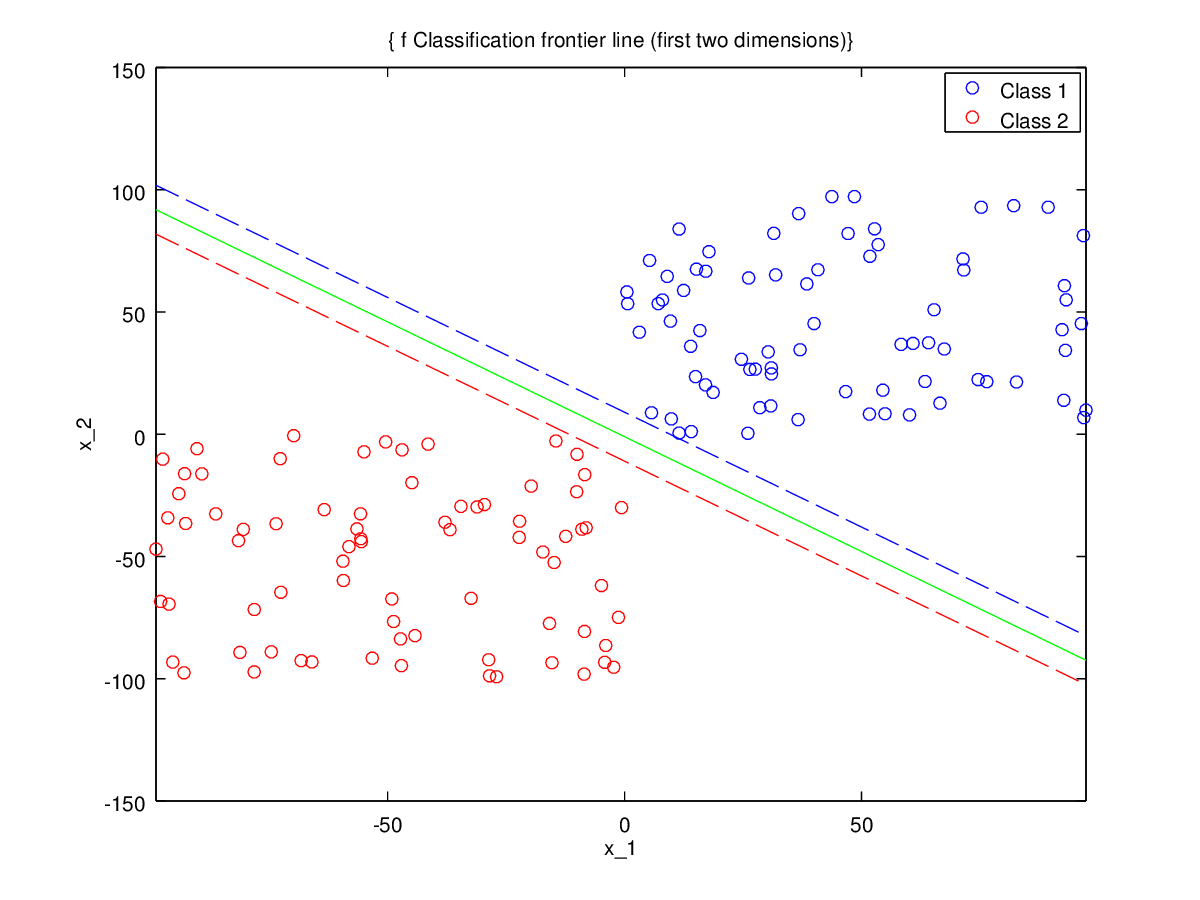 { f Classification frontier line (first two dimensions)}
150
Class 1
Class 2
100
50
0
-50
-100
-150
x_2
-50
0
50
x_1